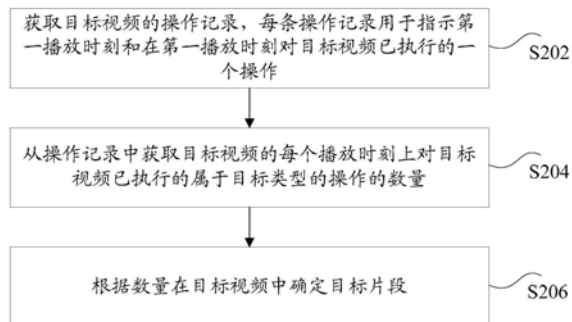 获取目标视频的操作记录，每条操作记录用于指示第
一播放时刻和在第一播放时刻对目标视频已执行的一
个操作
S202
从操作记录中获取目标视频的每个播放时刻上对目标
视频已执行的属于目标类型的操作的数量
S204
根据数量在目标视频中确定目标片段
S206